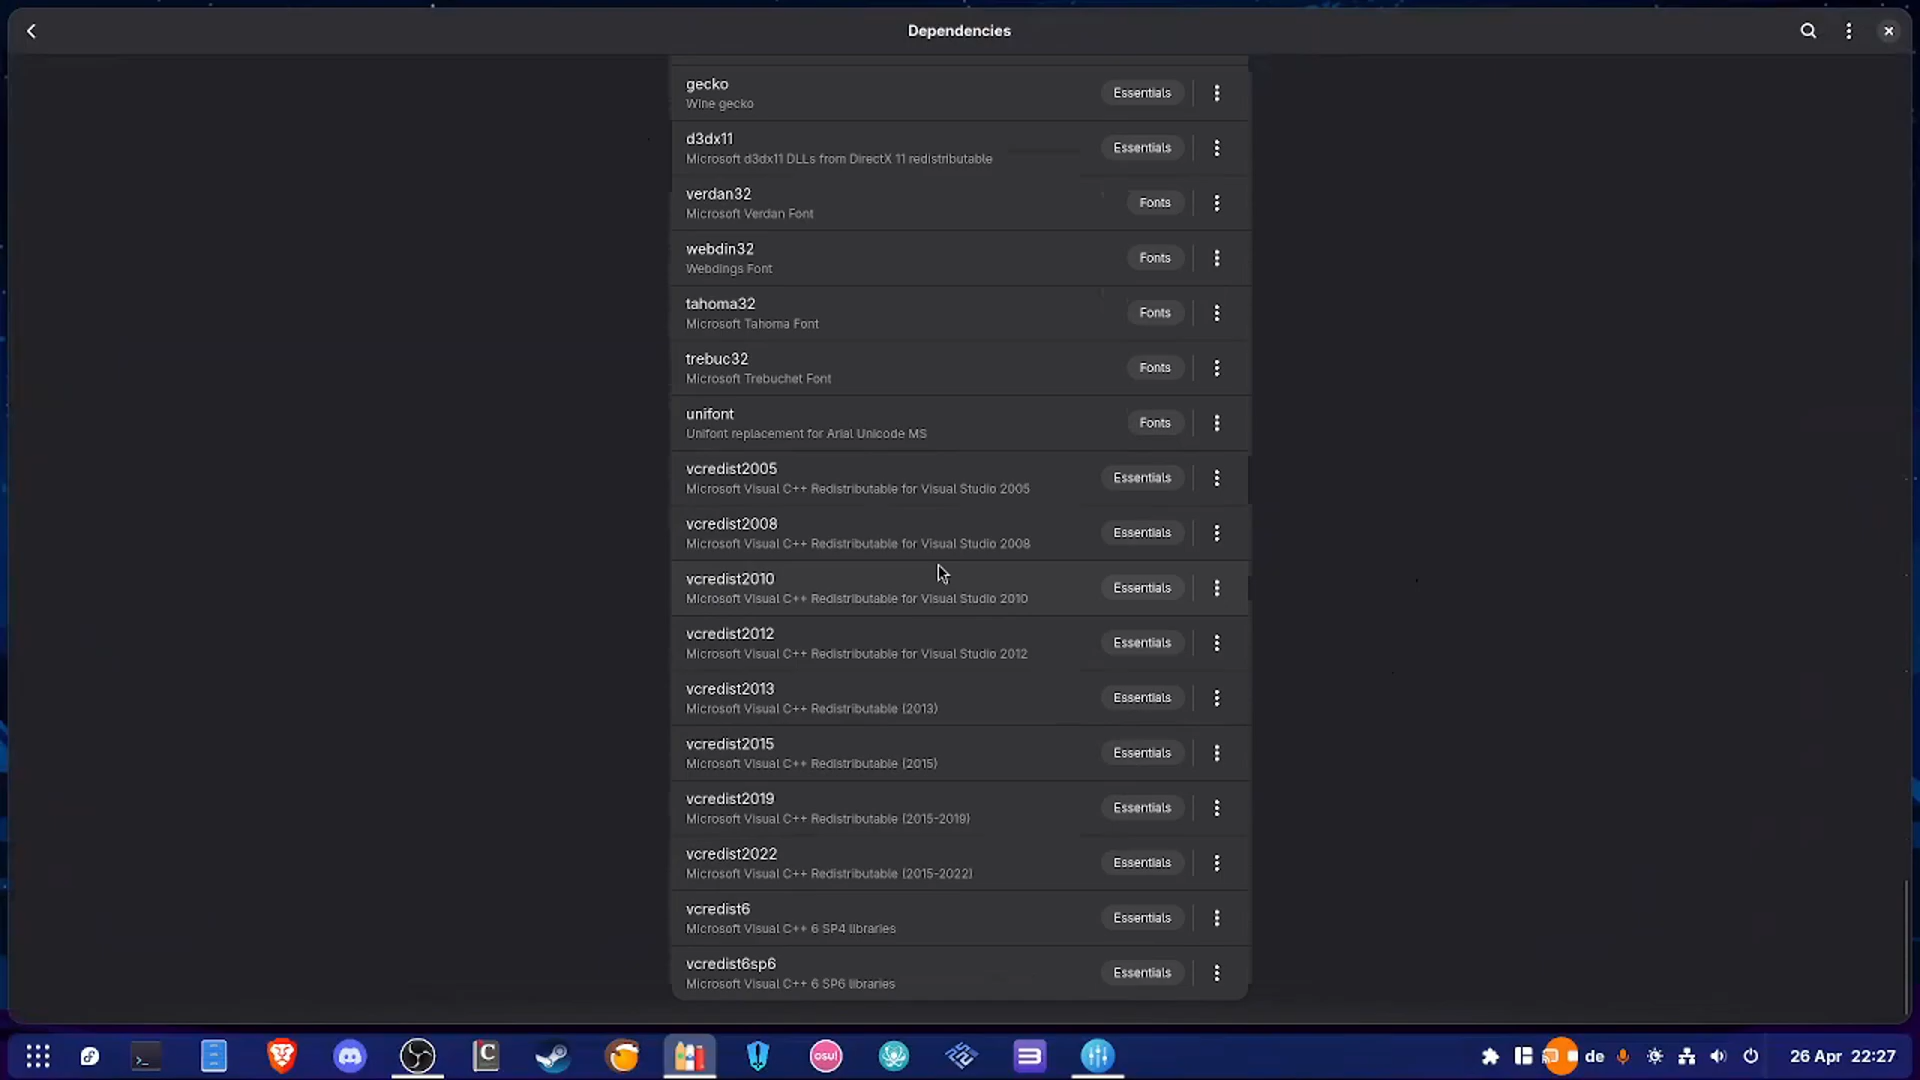 Dependencies
gecko
Wine gecko
Essentials
d3dx11
Microsoft d3dx11 DLLs from DirectX 11 redistributable
Essentials
verdan32
Microsoft Verdan Font
Fonts
webdin32
Webdings Font
Fonts
tahoma32
Microsoft Tahoma Font
Fonts
trebuc32
Microsoft Trebuchet Font
Fonts
unifont
Unifont replacement for Arial Unicode MS
Fonts
vcredist2005
Microsoft Visual C++ Redistributable for Visual Studio 2005
Essentials
vcredist2008
Microsoft Visual C++ Redistributable for Visual Studio 2008
Essentials
vcredist2010
Microsoft Visual C++ Redistributable for Visual Studio 2010
Essentials
vcredist2012
Microsoft Visual C++ Redistributable for Visual Studio 2012
Essentials
vcredist2013
Microsoft Visual C++ Redistributable (2013)
Essentials
vcredist2015
Microsoft Visual C++ Redistributable (2015)
Essentials
vcredist2019
Microsoft Visual C++ Redistributable (2015-2019)
Essentials
vcredist2022
Microsoft Visual C++ Redistributable (2015-2022)
Essentials
vcredist6
Microsoft Visual C++ 6 SP4 libraries
Essentials
vcredist6sp6
Microsoft Visual C++ 6 SP6 libraries
Essentials
osu!
de
26 Apr 22:27